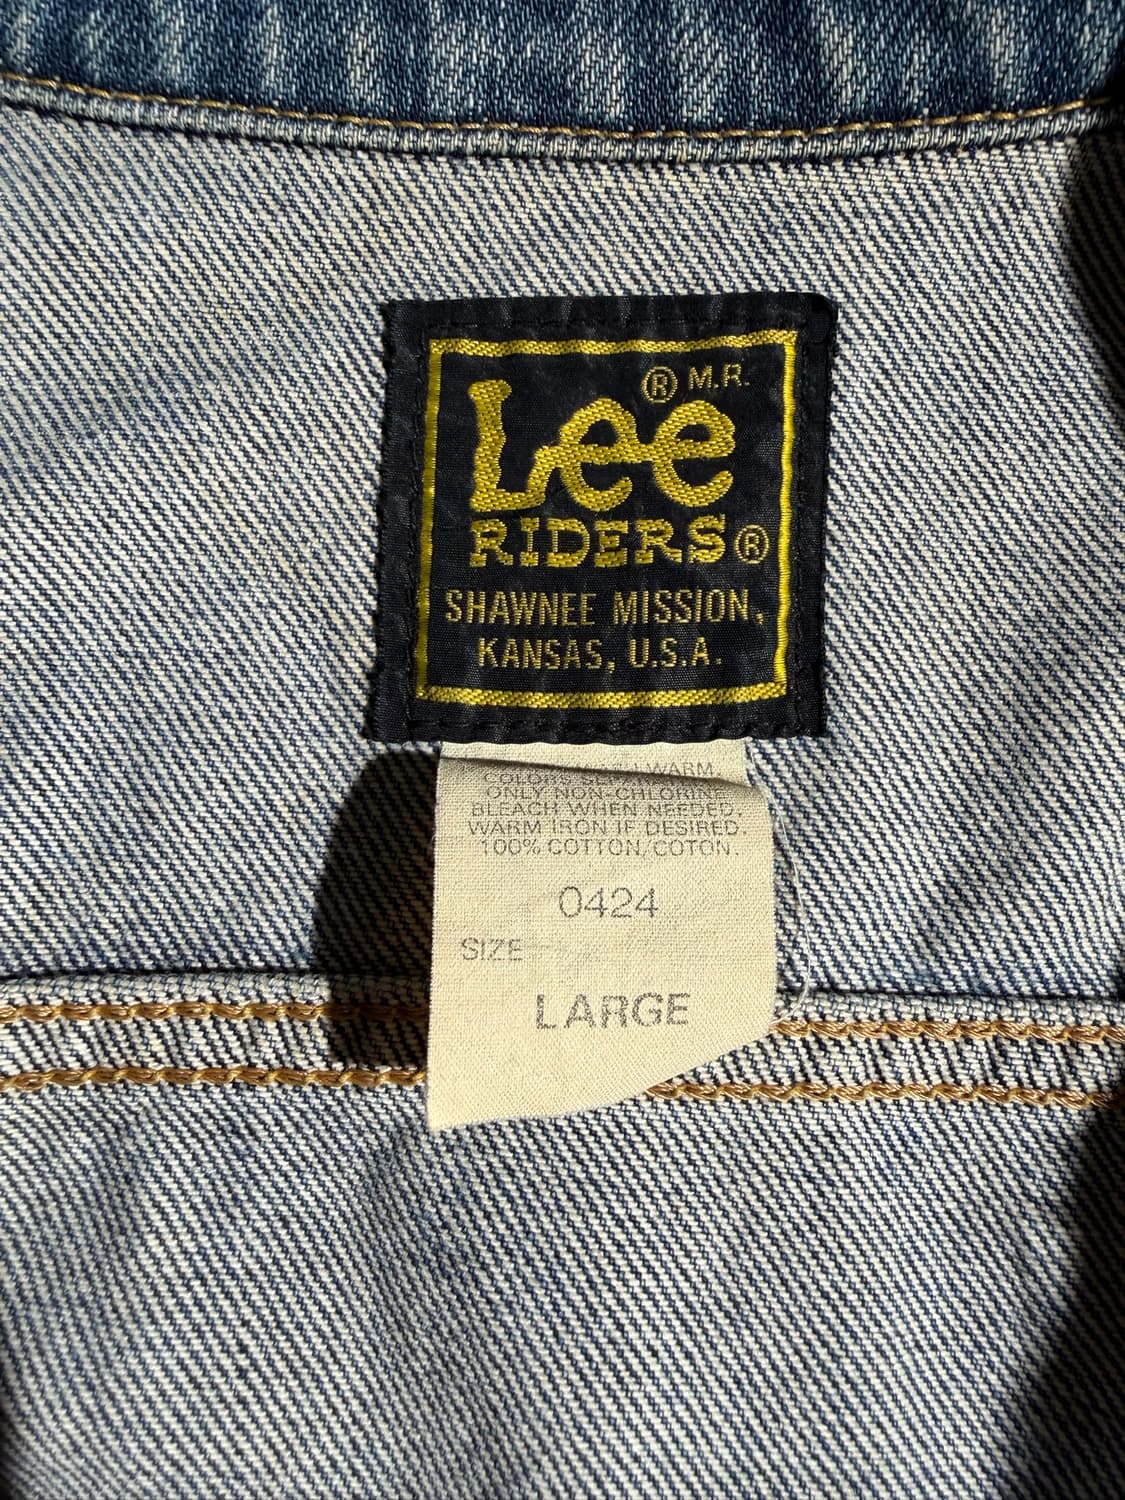 Lee ® M.R.
RIDERS®
SHAWNEE MISSION,
KANSAS, U.S.A.
WARM
ONLY NON-CHLORINE
BLEACH WHEN NEEDED.
WARM IRON IF DESIRED.
100% COTTON/COTON.
0424
SIZE
LARGE